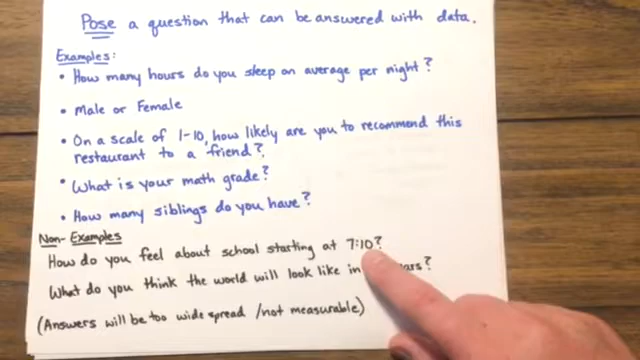 Pose a question that can be answered with data.
Examples:
• How many hours do you sleep on average per night?
• Male or Female
• On a scale of 1-10, how likely are you to recommend this
restaurant to a friend?
• What is your math grade?
• How many siblings do you have?
Non-Examples
How do you feel about school starting at 7:10?
What do you think the world will look like in ?
(Answers will be too wide spread /not measurable)